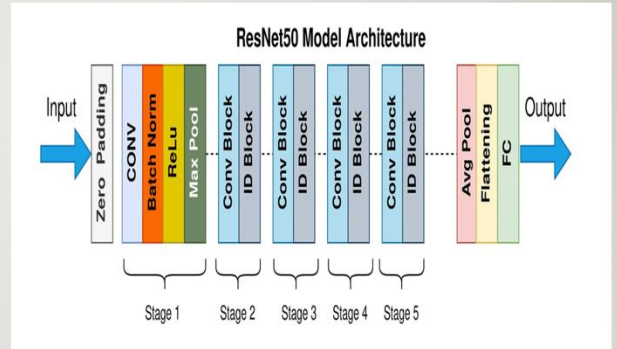 ResNet50 Model Architecture
Input
Zero Padding
CONV
Batch Norm
ReLu
Max Pool
Conv Block
ID Block
Conv Block
ID Block
Conv Block
ID Block
Conv Block
ID Block
Avg Pool
Flattening
FC
Output
Stage 1
Stage 2
Stage 3
Stage 4
Stage 5